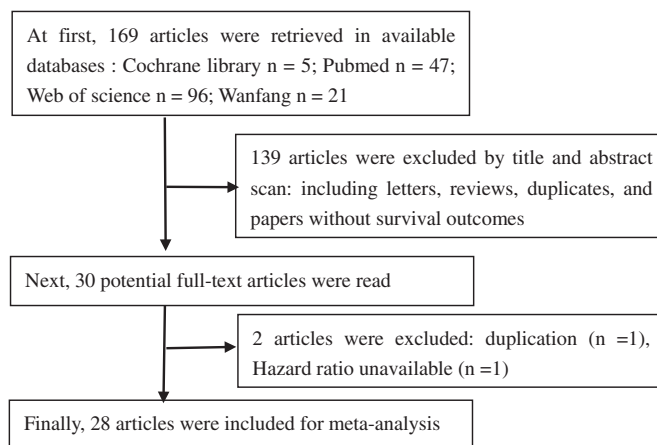 At first, 169 articles were retrieved in available
databases : Cochrane library n = 5; Pubmed n = 47;
Web of science n = 96; Wanfang n = 21
139 articles were excluded by title and abstract
scan: including letters, reviews, duplicates, and
papers without survival outcomes
Next, 30 potential full-text articles were read
2 articles were excluded: duplication (n =1),
Hazard ratio unavailable (n =1)
Finally, 28 articles were included for meta-analysis